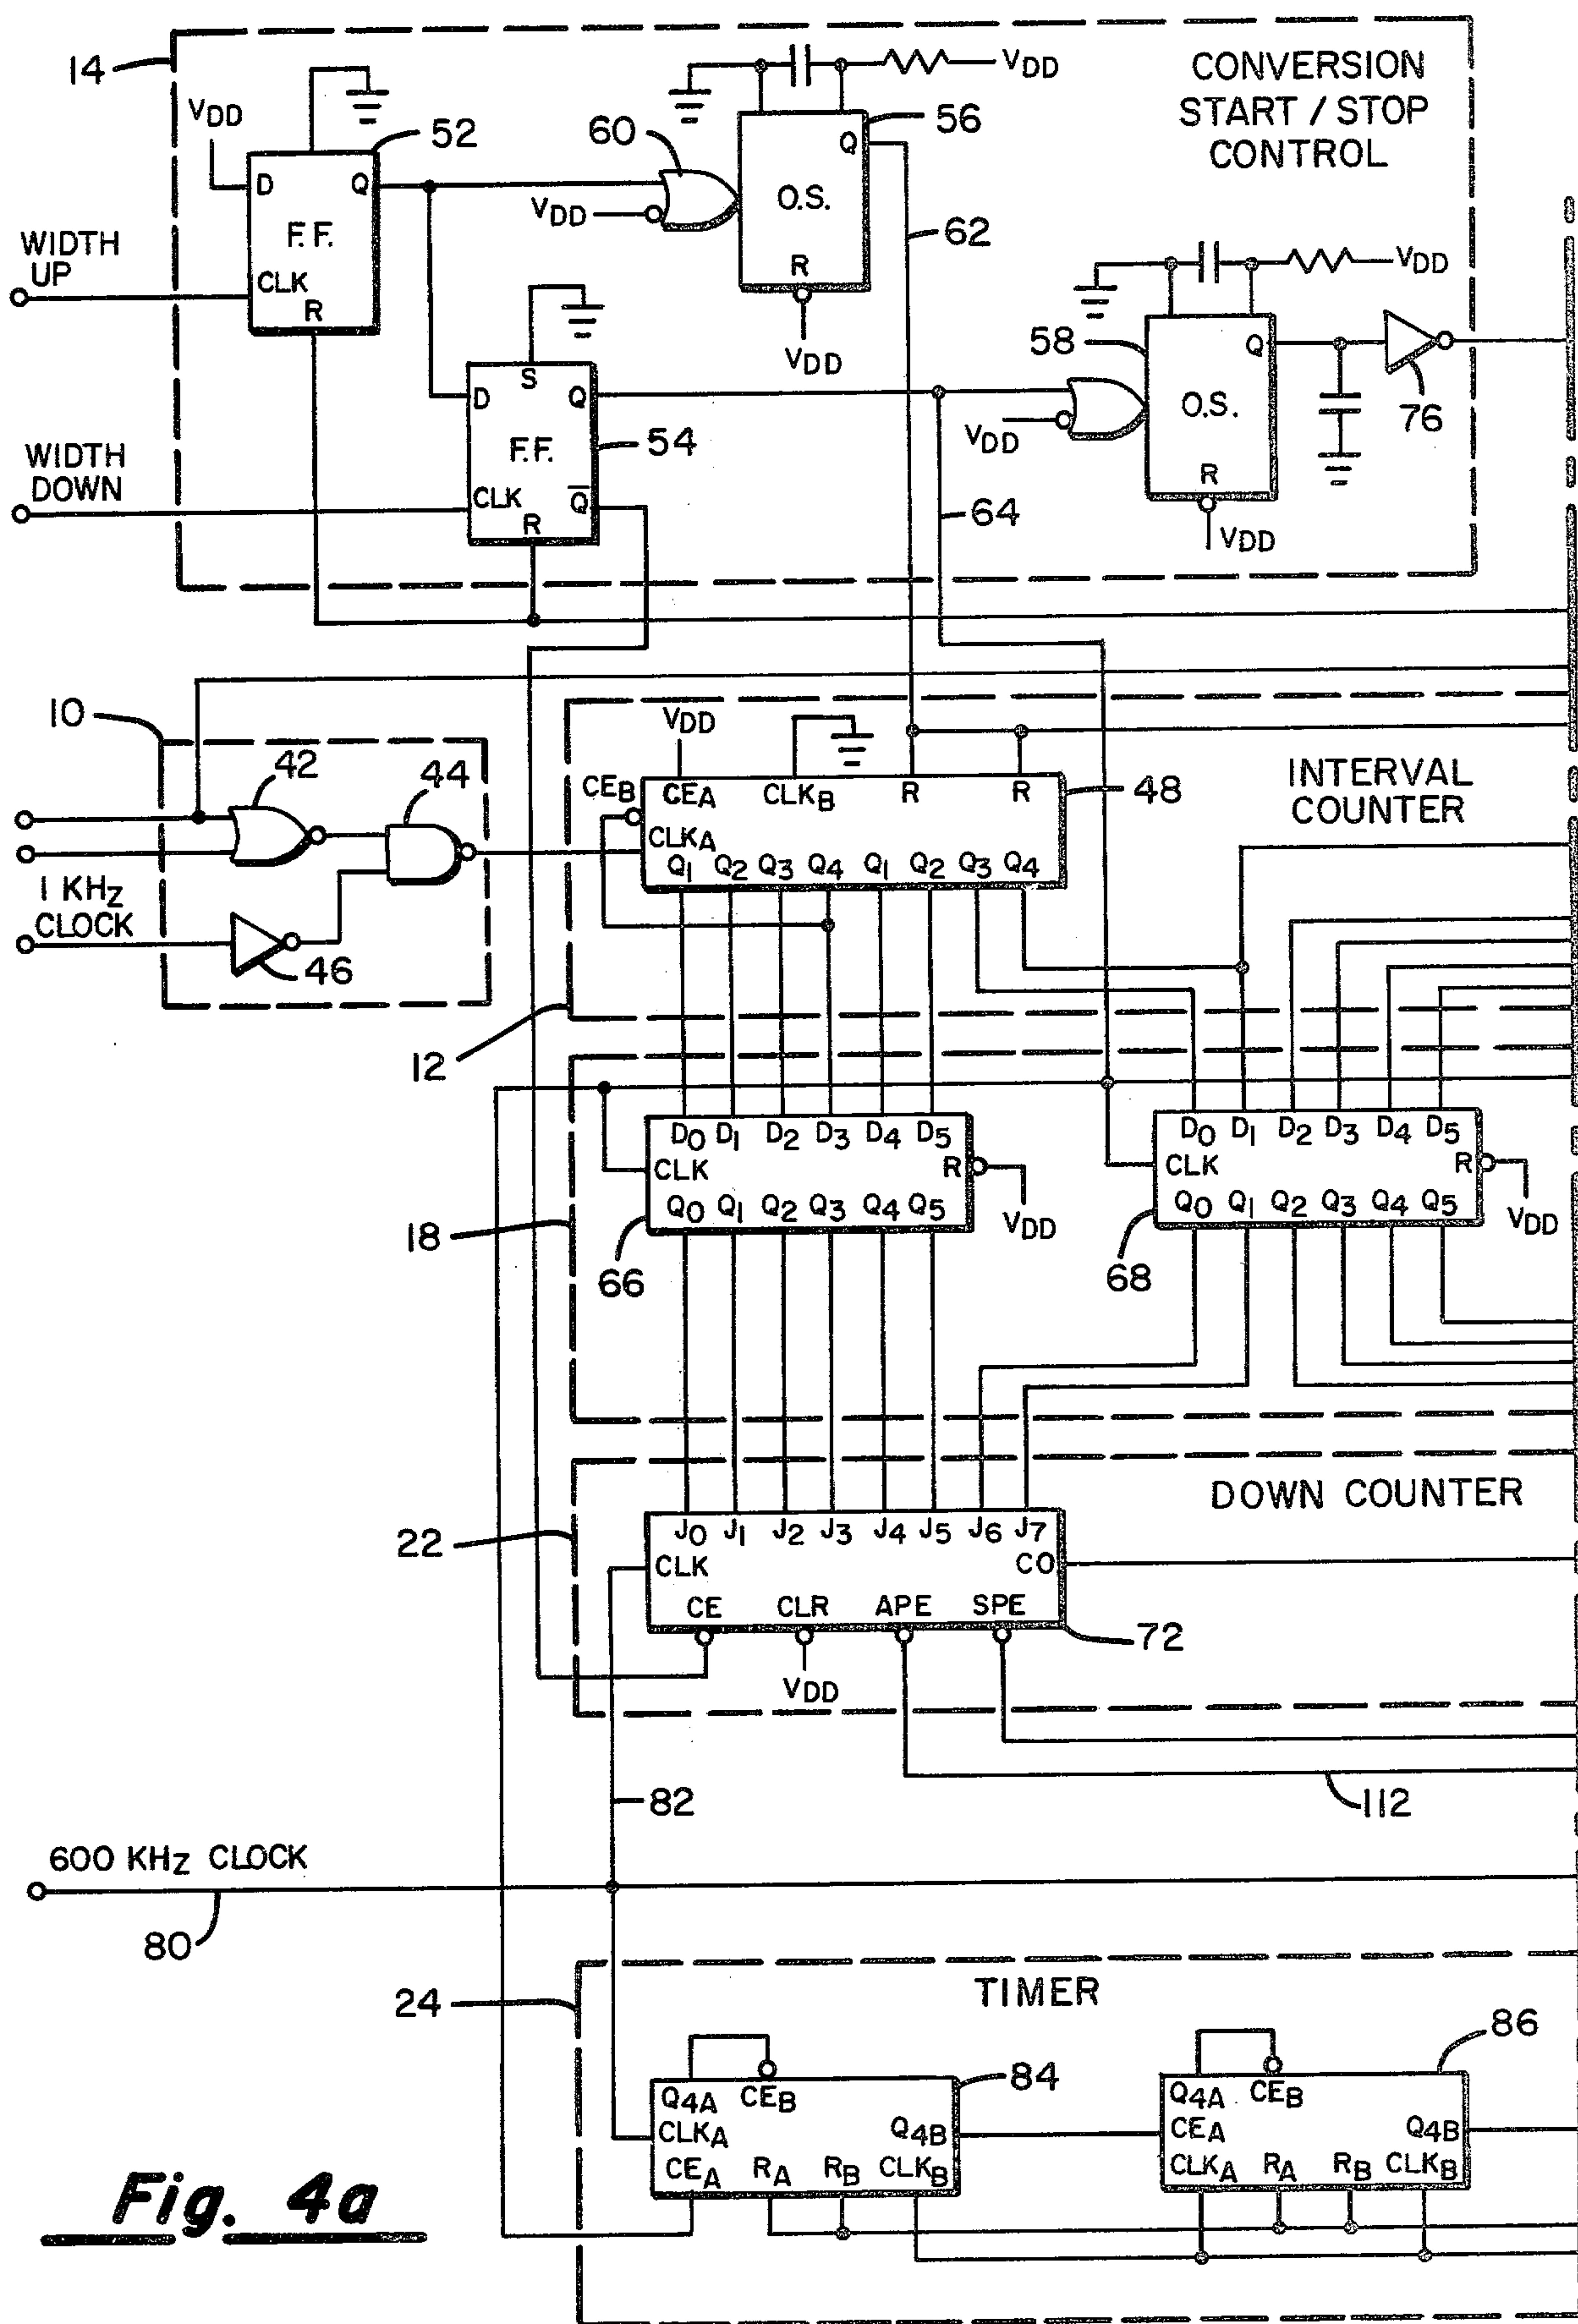 14
VDD
CONVERSION
START / STOP
CONTROL
VDD
52
60
56
D
Q
F.F.
CLK
R
VDD
Q
O.S.
R
VDD
62
WIDTH
UP
VDD
58
Q
O.S.
R
VDD
VDD
76
S
D
Q
F.F.
CLK
Q
R
54
WIDTH
DOWN
64
10
42
44
1 KHz
CLOCK
46
VDD
CEB
CEA
CLKB
R
R
48
CLKA
Q1 Q2 Q3 Q4 Q1 Q2 Q3 Q4
INTERVAL
COUNTER
12
D0 D1 D2 D3 D4 D5
CLK
R
Q0 Q1 Q2 Q3 Q4 Q5
VDD
18
66
D0 D1 D2 D3 D4 D5
CLK
R
Q0 Q1 Q2 Q3 Q4 Q5
VDD
68
DOWN COUNTER
22
J0 J1 J2 J3 J4 J5 J6 J7
CLK
CO
CE CLR APE SPE
72
VDD
82
112
600 KHz CLOCK
80
TIMER
24
84
Q4A CEB
CLKA
Q4B
CEA RA RB CLKB
86
Q4A CEB
CEA
Q4B
CLKA RA RB CLKB
Fig. 4a